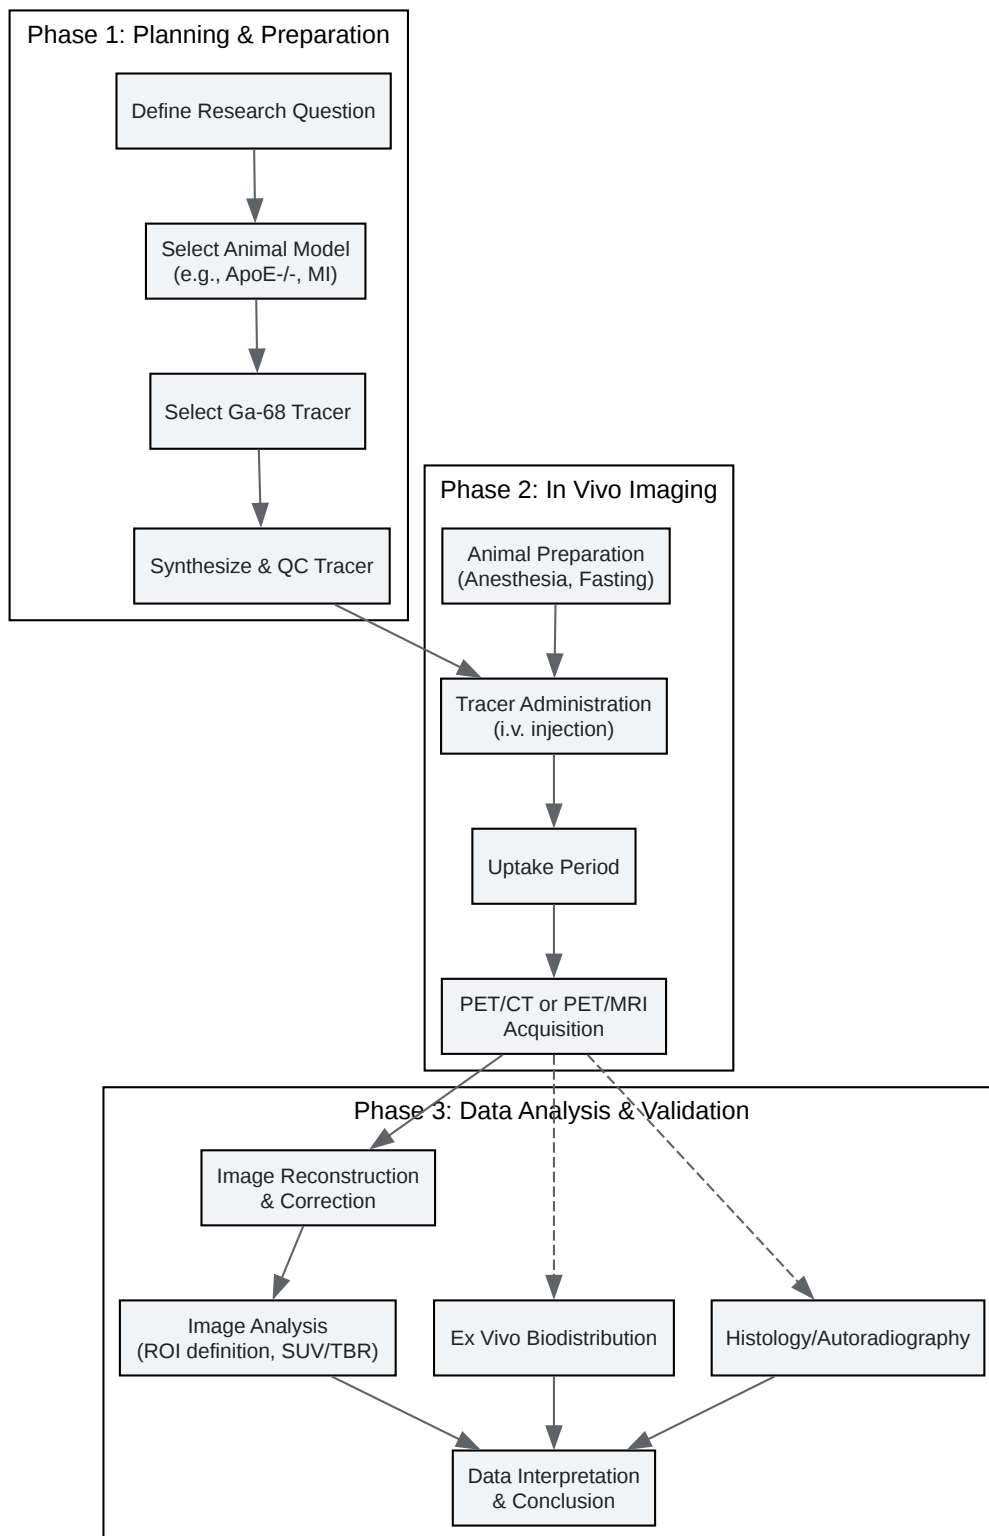 Phase 1: Planning & Preparation
Define Research Question
Select Animal Model
(e.g., ApoE-/-, MI)
Select Ga-68 Tracer
Synthesize & QC Tracer
Phase 2: In Vivo Imaging
Animal Preparation
(Anesthesia, Fasting)
Tracer Administration
(i.v. injection)
Uptake Period
PET/CT or PET/MRI
Acquisition
Phase 3: Data Analysis & Validation
Image Reconstruction
& Correction
Image Analysis
(ROI definition, SUV/TBR)
Ex Vivo Biodistribution
Histology/Autoradiography
Data Interpretation
& Conclusion